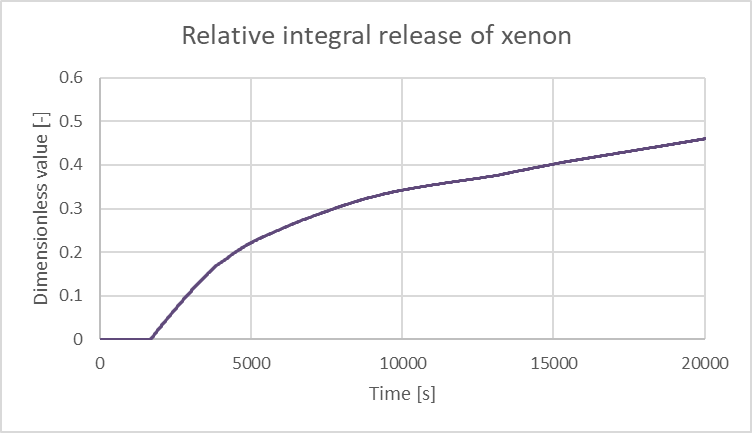 Relative integral release of xenon
Dimensionless value [-]
0.6
0.5
0.4
0.3
0.2
0.1
0
0 5000 10000 15000 20000
Time [s]